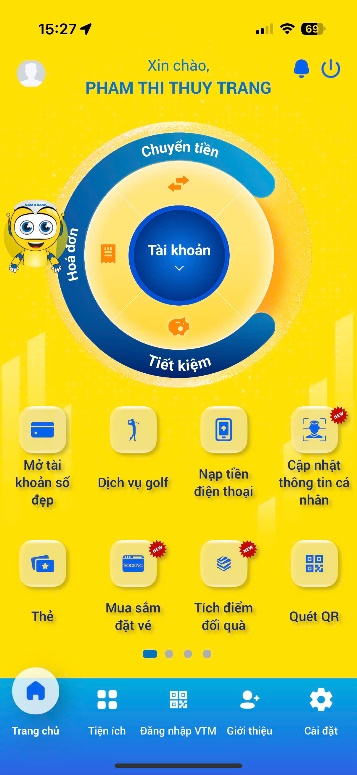 15:27
69
Xin chào,
PHAM THI THUY TRANG
Chuyển tiền
Hoá đơn
Tài khoản
Tiết kiệm
Mở tài
khoản số
đẹp
Dịch vụ golf
Nạp tiền
điện thoại
NEW
Cập nhật
thông tin cá
nhân
Thẻ
NEW
Mua sắm
đặt vé
NEW
Tích điểm
đổi quà
Quét QR
Trang chủ
Tiện ích
Đăng nhập VTM
Giới thiệu
Cài đặt